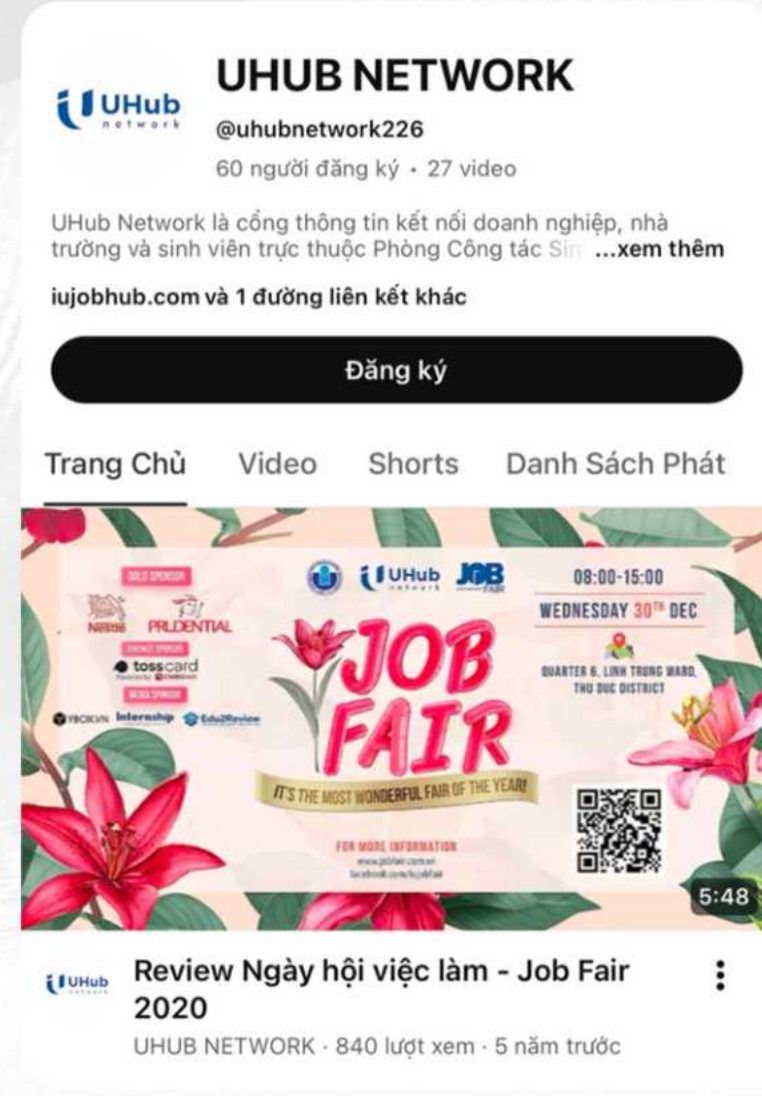 UHub
network
UHUB NETWORK
@uhubnetwork226
60 người đăng ký • 27 video
UHub Network là cổng thông tin kết nối doanh nghiệp, nhà
trường và sinh viên trực thuộc Phòng Công tác Sin ...xem thêm
iujobhub.com và 1 đường liên kết khác
Đăng ký
Trang Chủ Video Shorts Danh Sách Phát
GOLD SPONSOR
Nestlé PRUDENTIAL
tosscard
MEDIA SPONSOR
YBOX.VN Internship Edu2Review
UHub
network
JOB
FAIR
08:00-15:00
WEDNESDAY 30TH DEC
QUARTER 6, LINH TRUNG WARD,
THU DUC DISTRICT
JOB
FAIR
IT'S THE MOST WONDERFUL FAIR OF THE YEAR!
FOR MORE INFORMATION
5:48
UHub
network
Review Ngày hội việc làm - Job Fair
2020
UHUB NETWORK · 840 lượt xem · 5 năm trước